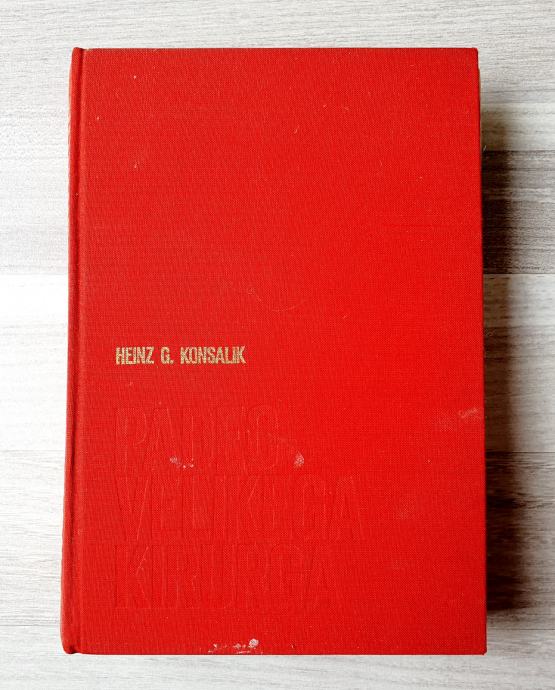 HEINZ G. KONSALIK
PADEC
VELIKEGA
KIRURGA